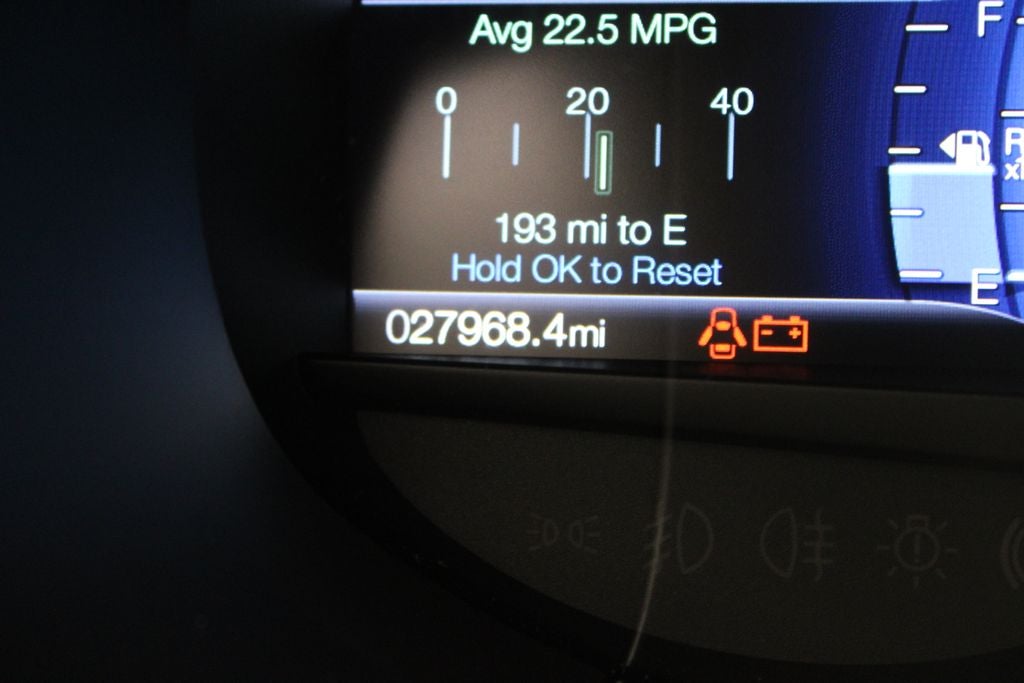 Avg 22.5 MPG
F
0 20 40
193 mi to E
Hold OK to Reset
E
027968.4mi